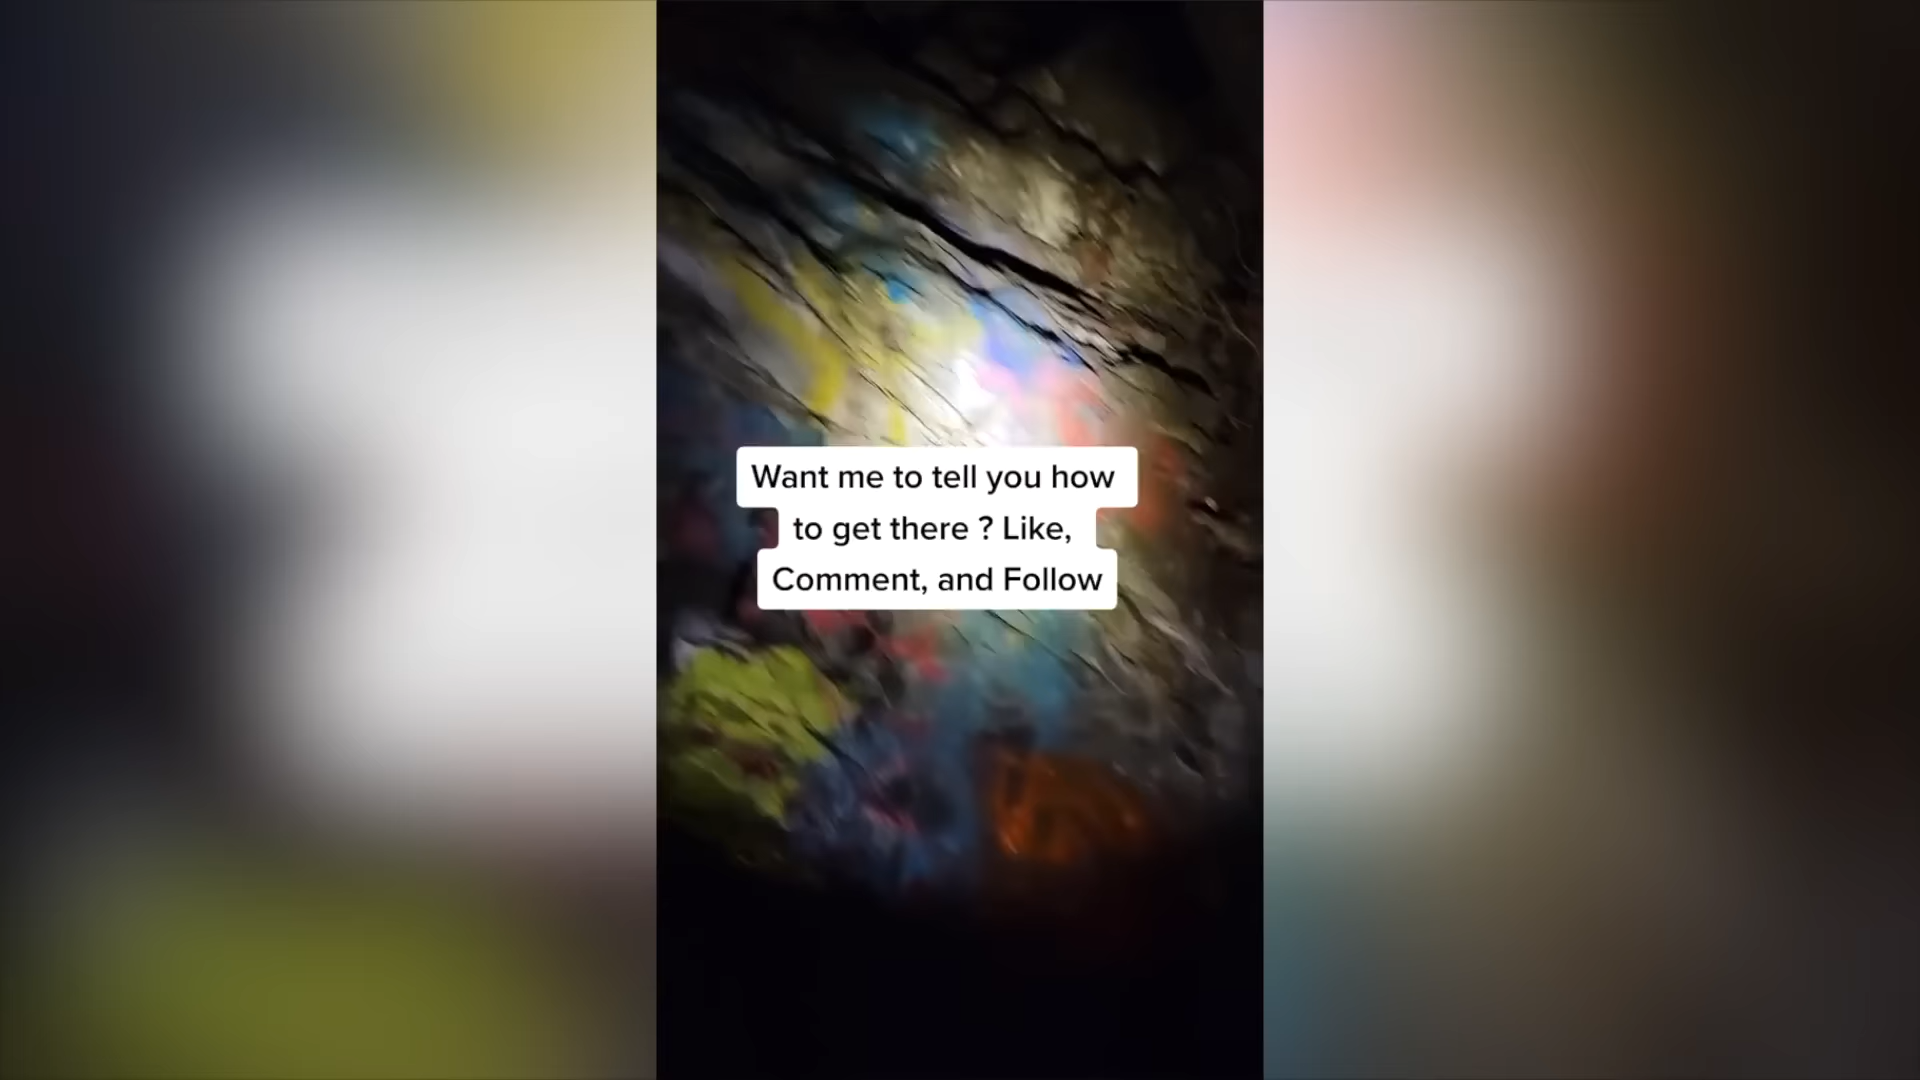 Want me to tell you how
to get there ? Like,
Comment, and Follow